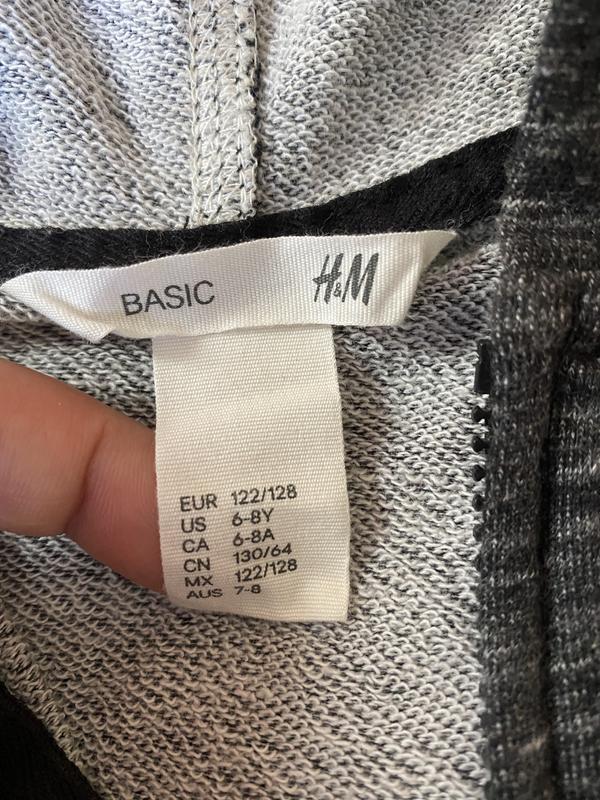 BASIC H&M
EUR 122/128
US 6-8Y
CA 6-8A
CN 130/64
MX 122/128
AUS 7-8